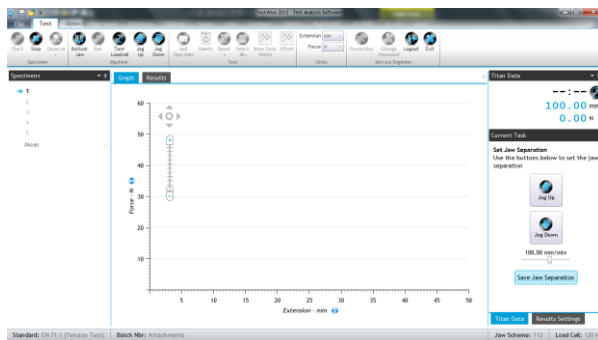 TestWise 2013 - Test Analysis Software
File Test Results
Start Stop Observe Bottom Jaw Run Tare Loadcell Jog Up Jog Down Add Specimen Delete Reset Select All Show Data Points Offset Extension mm Force N Favourites Change Password Logout Exit
Specimen Machine Test Units Service Engineer
Specimens
1
2
3
4
5
Mean
Graph Results
60
50
40
30
20
10
Force - N
5 10 15 20 25 30 35 40 45 50
Extension - mm
Titan Data
--:--
100.00 mm
0.00 N
Current Task
Set Jaw Separation
Use the buttons below to set the jaw
separation
Jog Up
Jog Down
100.00 mm/min
Save Jaw Separation
Titan Data Results Settings
Standard: EN 71-1 (Tension Test) Batch Nbr: Attachments Jaw Scheme: T12 Load Cell: 120 N